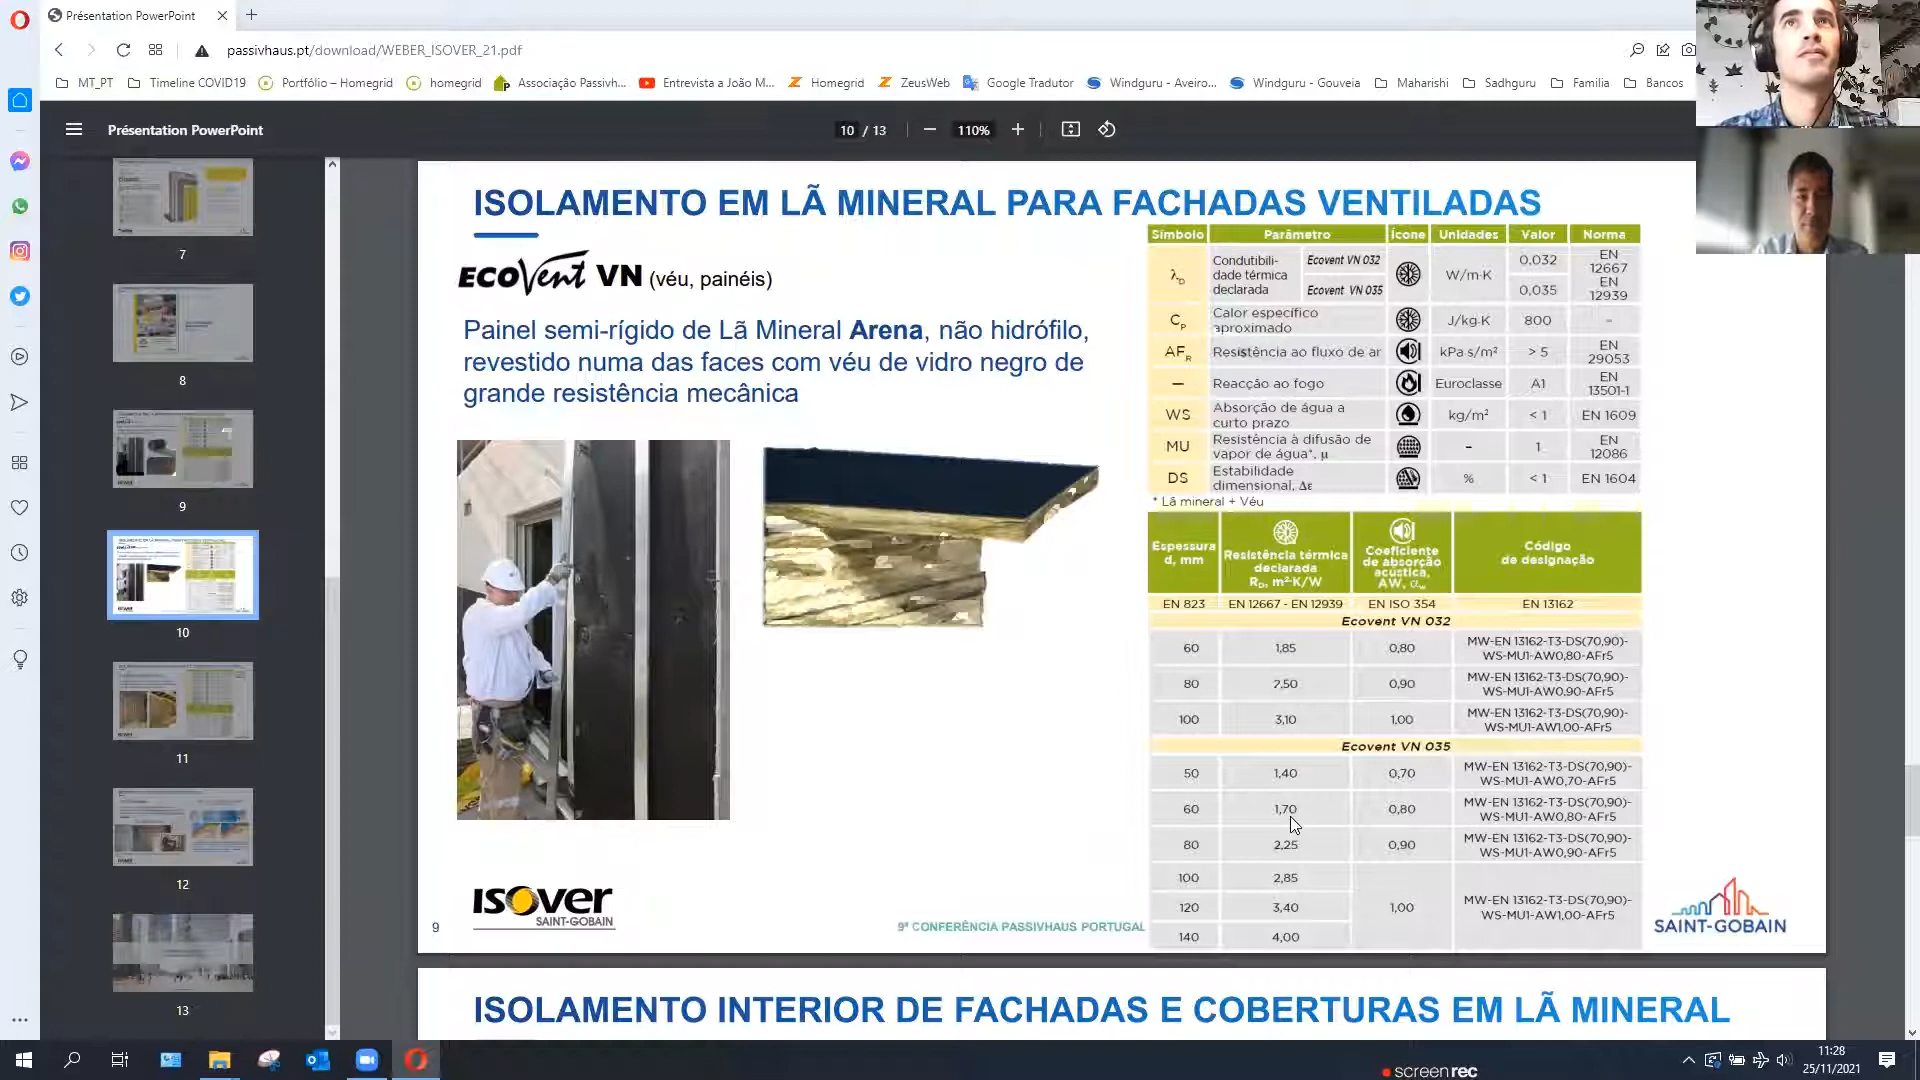 Présentation PowerPoint
passivhaus.pt/download/WEBER_ISOVER_21.pdf
MT_PT
Timeline COVID19
Portfólio – Homegrid
homegrid
Associação Passivh...
Entrevista a João M...
Homegrid
ZeusWeb
Google Tradutor
Windguru - Aveiro...
Windguru - Gouveia
Maharishi
Sadhguru
Familia
Bancos
Présentation PowerPoint
10 / 13
110%
7
8
9
10
11
12
13
ISOLAMENTO EM LÃ MINERAL PARA FACHADAS VENTILADAS
ECOVent VN (véu, painéis)
Painel semi-rígido de Lã Mineral Arena, não hidrófilo,
revestido numa das faces com véu de vidro negro de
grande resistência mecânica
Símbolo Parâmetro Ícone Unidades Valor Norma
λD Condutibili-dade térmica declarada Ecovent VN 032 W/m·K 0,032 EN 12667 EN 12939
Ecovent VN 035 0,035
CP Calor específico aproximado J/kg·K 800 –
AFR Resistência ao fluxo de ar kPa·s/m² > 5 EN 29053
— Reacção ao fogo Euroclasse A1 EN 13501-1
WS Absorção de água a curto prazo kg/m² < 1 EN 1609
MU Resistência à difusão de vapor de água*, μ – 1 EN 12086
DS Estabilidade dimensional, Δε % < 1 EN 1604
* Lã mineral + Véu
Espessura d, mm Resistência térmica declarada RD, m²·K/W Coeficiente de absorção acústica, AW, αw Código de designação
EN 823 EN 12667 - EN 12939 EN ISO 354 EN 13162
Ecovent VN 032
60 1,85 0,80 MW-EN 13162-T3-DS(70,90)-WS-MU1-AW0,80-AFr5
80 2,50 0,90 MW-EN 13162-T3-DS(70,90)-WS-MU1-AW0,90-AFr5
100 3,10 1,00 MW-EN 13162-T3-DS(70,90)-WS-MU1-AW1,00-AFr5
Ecovent VN 035
50 1,40 0,70 MW-EN 13162-T3-DS(70,90)-WS-MU1-AW0,70-AFr5
60 1,70 0,80 MW-EN 13162-T3-DS(70,90)-WS-MU1-AW0,80-AFr5
80 2,25 0,90 MW-EN 13162-T3-DS(70,90)-WS-MU1-AW0,90-AFr5
100 2,85
120 3,40 1,00 MW-EN 13162-T3-DS(70,90)-WS-MU1-AW1,00-AFr5
140 4,00
isover
SAINT-GOBAIN
9
9ª CONFERÊNCIA PASSIVHAUS PORTUGAL
SAINT-GOBAIN
ISOLAMENTO INTERIOR DE FACHADAS E COBERTURAS EM LÃ MINERAL
11:28
25/11/2021
screenrec